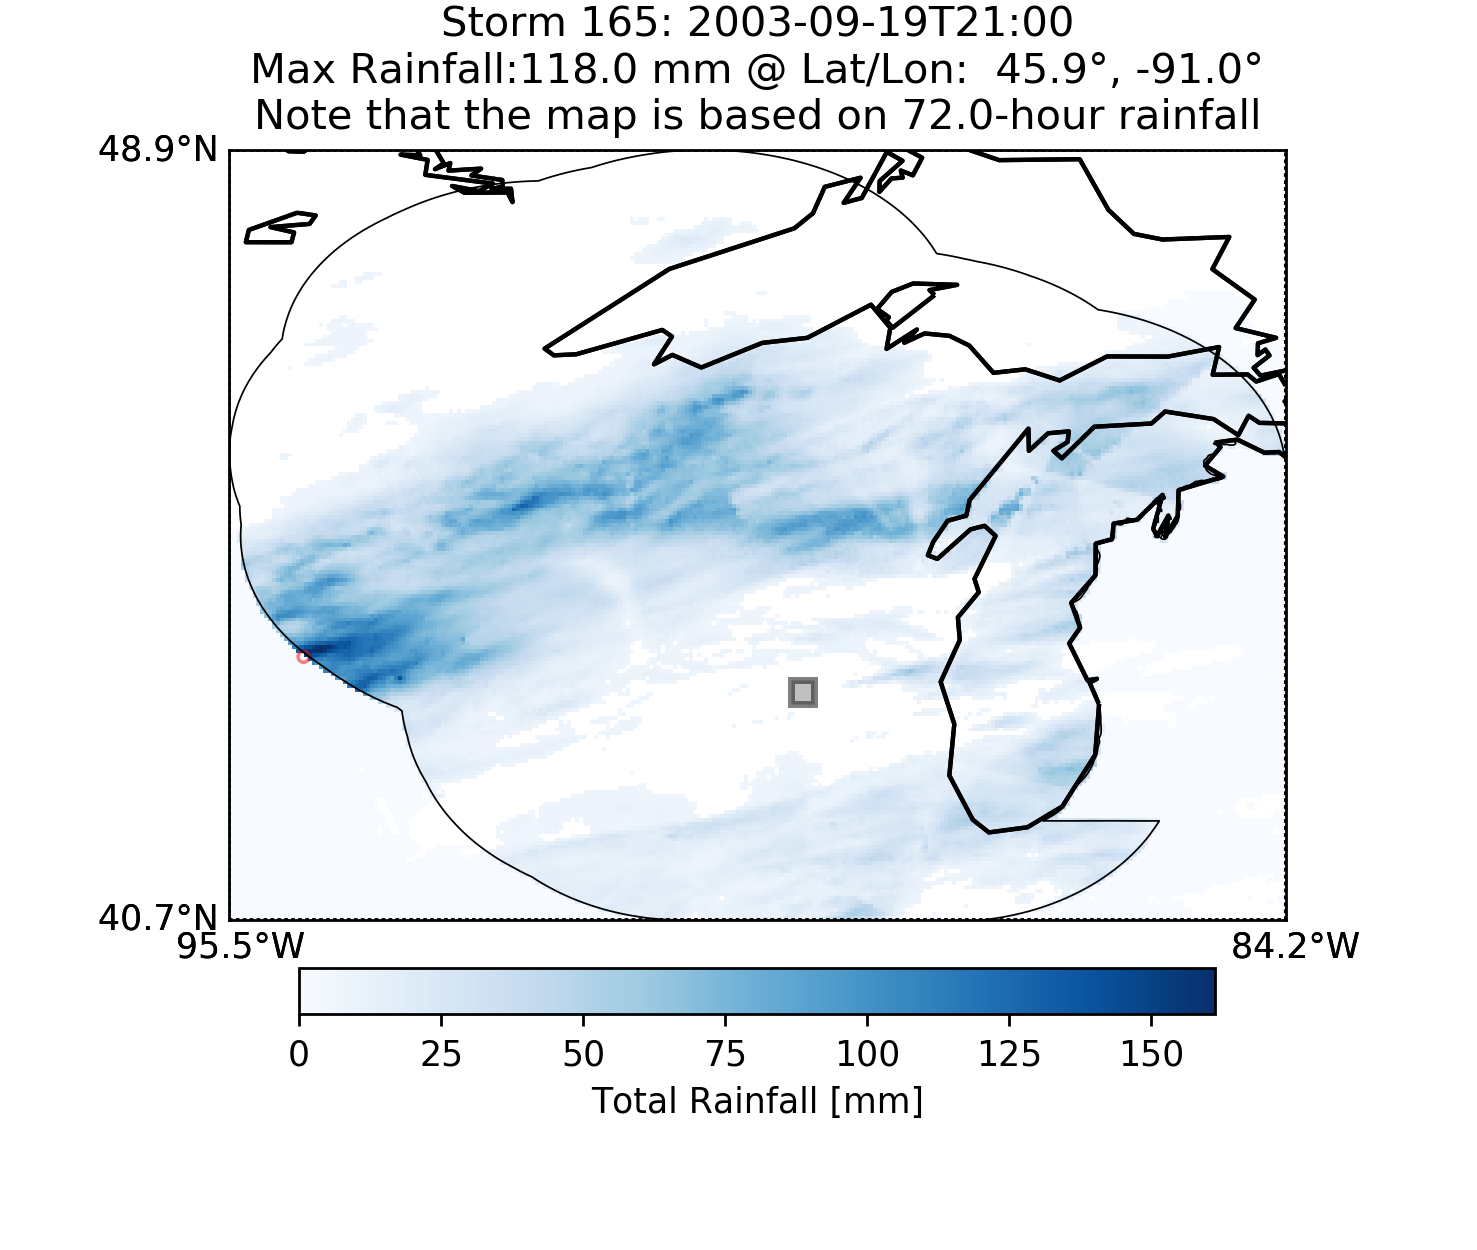 Storm 165: 2003-09-19T21:00
Max Rainfall:118.0 mm @ Lat/Lon:  45.9°, -91.0°
Note that the map is based on 72.0-hour rainfall
48.9°N
40.7°N
95.5°W 84.2°W
0 25 50 75 100 125 150
Total Rainfall [mm]